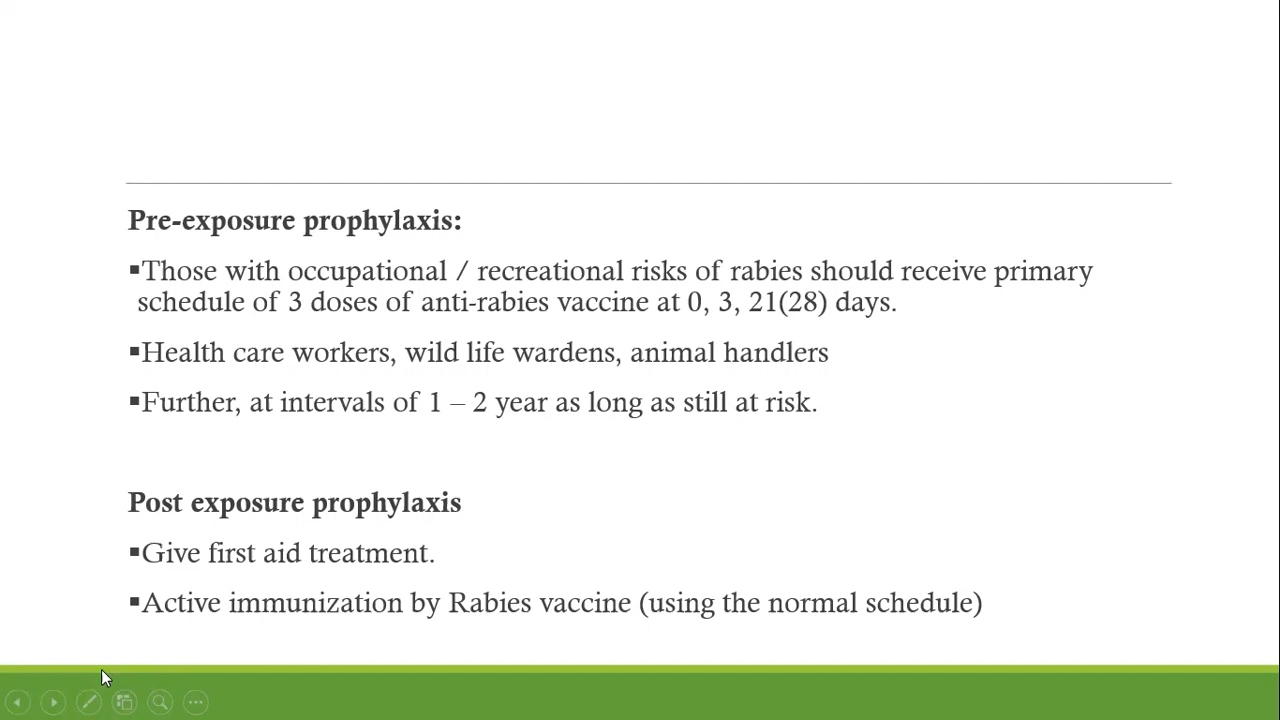 Pre-exposure prophylaxis:
▪Those with occupational / recreational risks of rabies should receive primary
schedule of 3 doses of anti-rabies vaccine at 0, 3, 21(28) days.
▪Health care workers, wild life wardens, animal handlers
▪Further, at intervals of 1 – 2 year as long as still at risk.
Post exposure prophylaxis
▪Give first aid treatment.
▪Active immunization by Rabies vaccine (using the normal schedule)